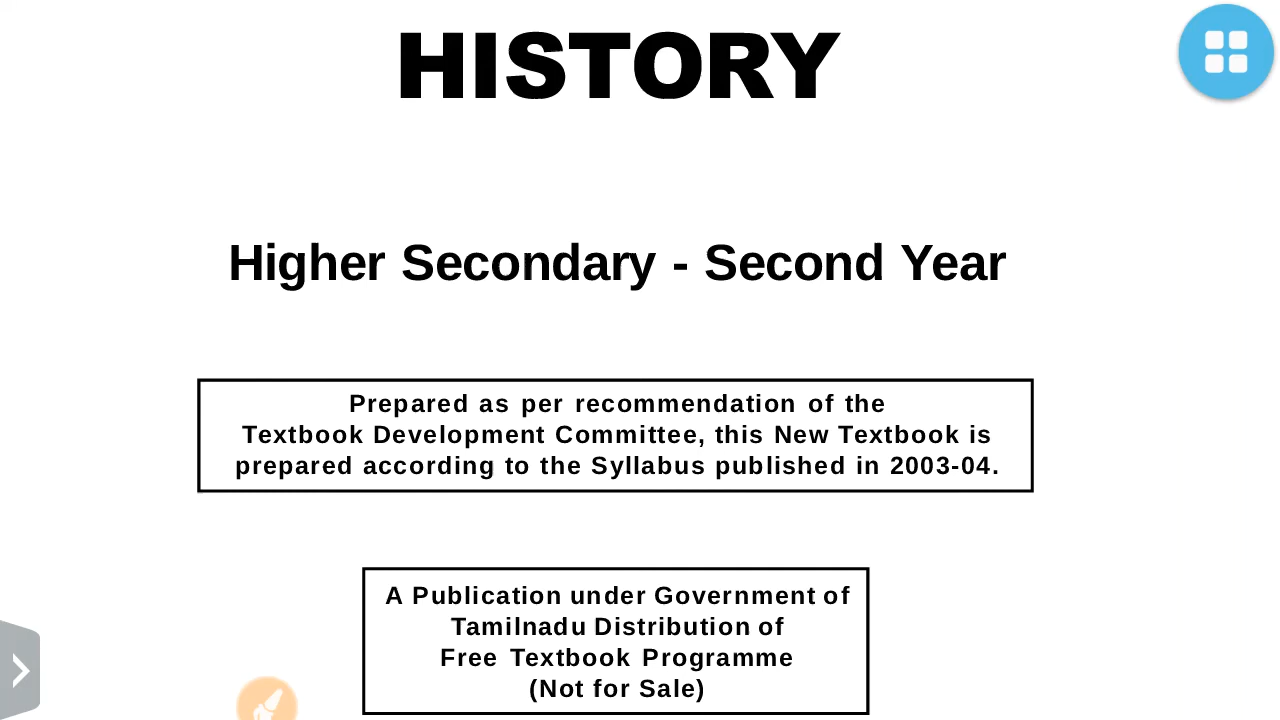 HISTORY
Higher Secondary - Second Year
Prepared as per recommendation of the
Textbook Development Committee, this New Textbook is
prepared according to the Syllabus published in 2003-04.
A Publication under Government of
Tamilnadu Distribution of
Free Textbook Programme
(Not for Sale)